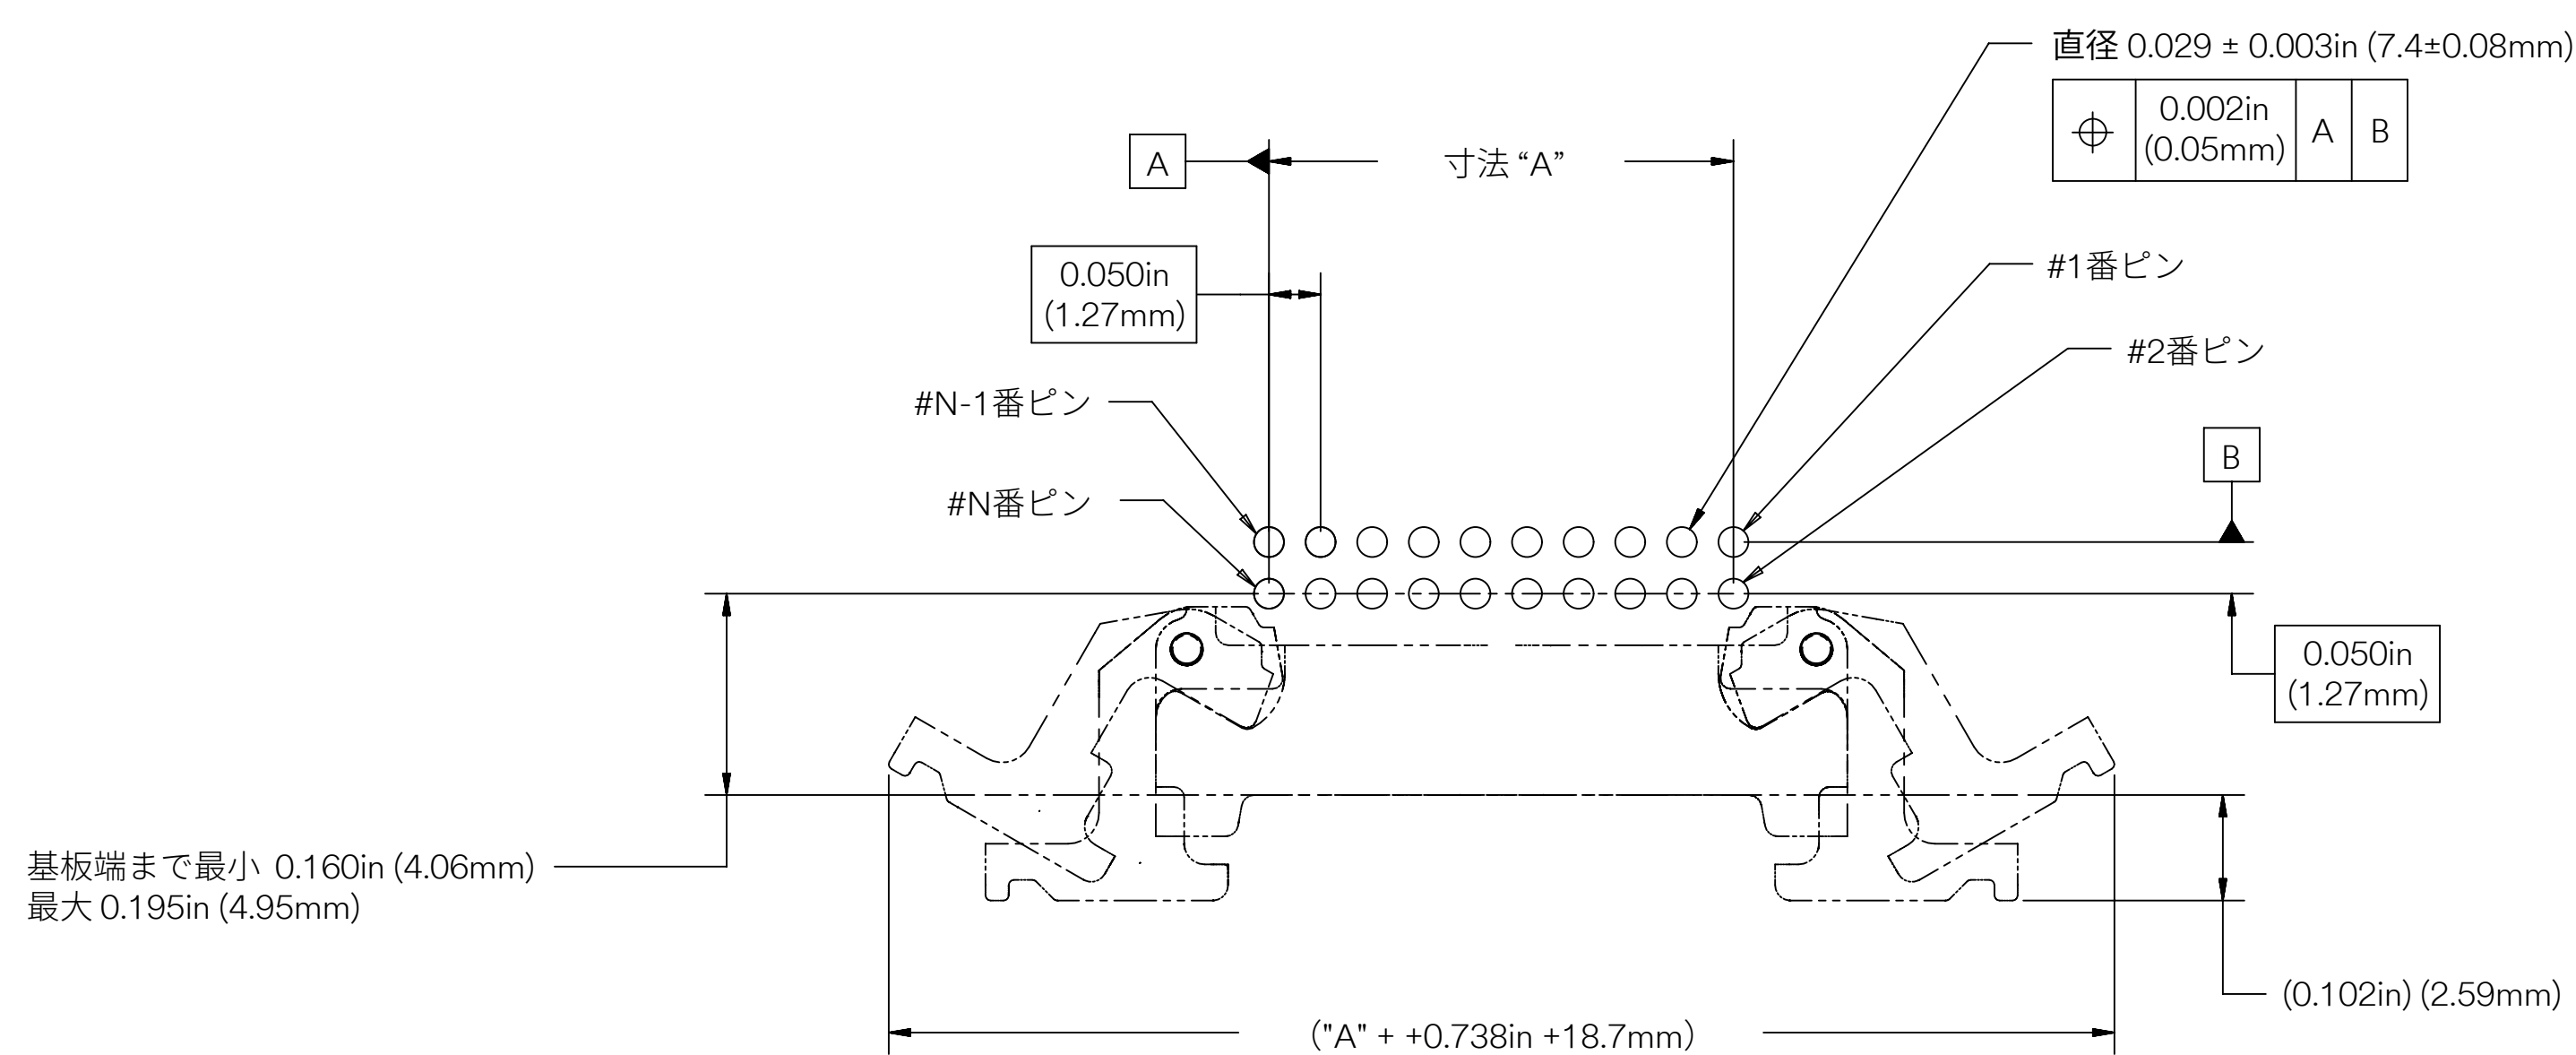 直径 0.029 ± 0.003in (7.4±0.08mm)
0.002in
(0.05mm)
A
B
A
寸法 “A”
0.050in
(1.27mm)
#1番ピン
#2番ピン
#N-1番ピン
B
#N番ピン
0.050in
(1.27mm)
基板端まで最小 0.160in (4.06mm)
最大 0.195in (4.95mm)
(0.102in) (2.59mm)
("A" + +0.738in +18.7mm)